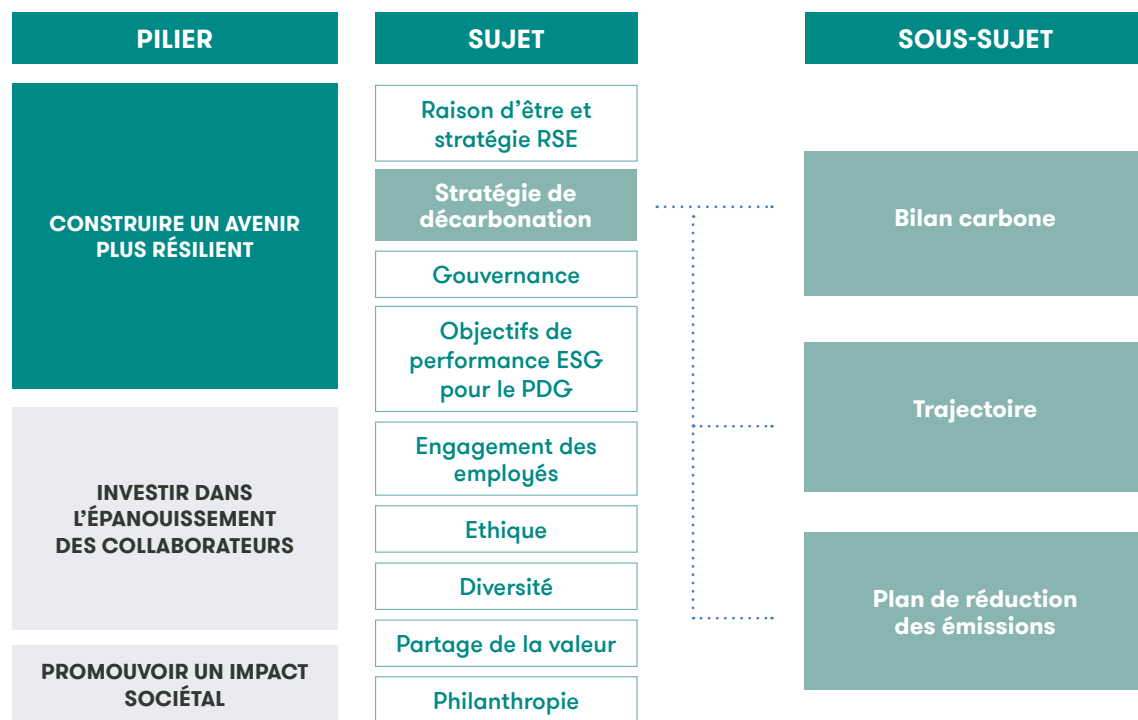 PILIER
SUJET
SOUS-SUJET
CONSTRUIRE UN AVENIR
PLUS RÉSILIENT
INVESTIR DANS
L'ÉPANOUISSEMENT
DES COLLABORATEURS
PROMOUVOIR UN IMPACT
SOCIÉTAL
Raison d'être et
stratégie RSE
Stratégie de
décarbonation
Gouvernance
Objectifs de
performance ESG
pour le PDG
Engagement des
employés
Ethique
Diversité
Partage de la valeur
Philanthropie
Bilan carbone
Trajectoire
Plan de réduction
des émissions